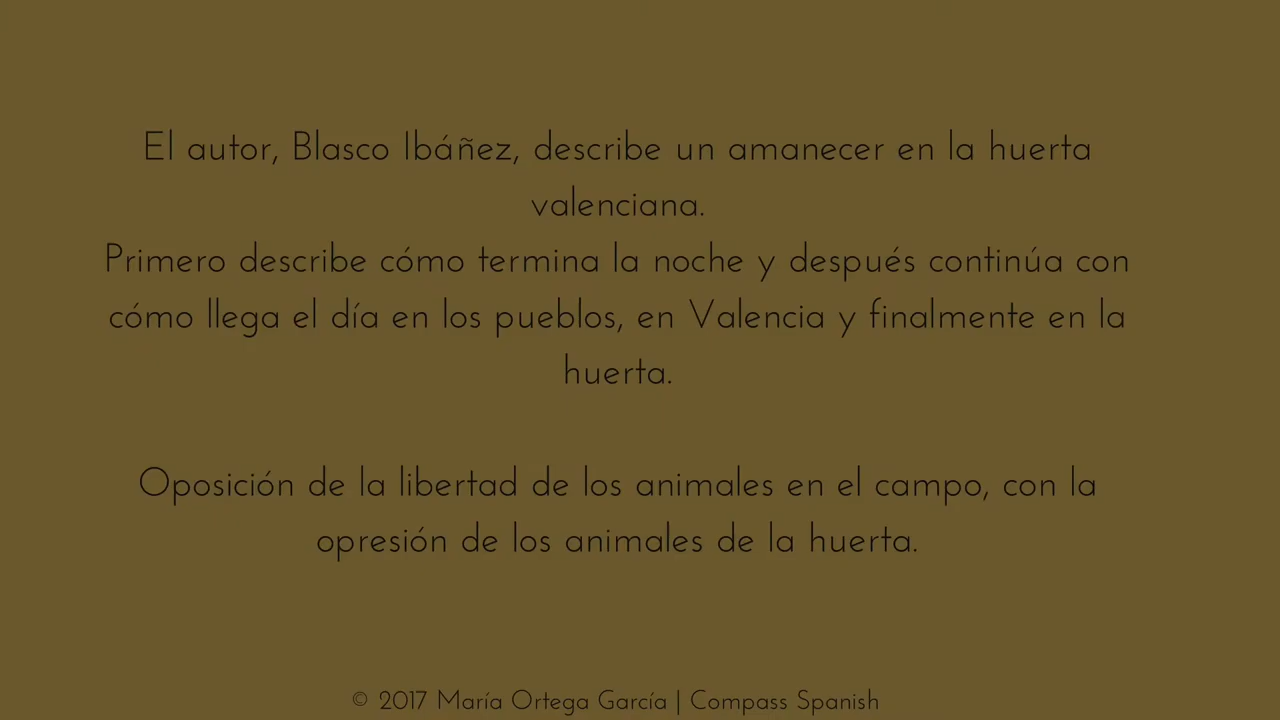 El autor, Blasco Ibáñez, describe un amanecer en la huerta
valenciana.
Primero describe cómo termina la noche y después continúa con
cómo llega el día en los pueblos, en Valencia y finalmente en la
huerta.
Oposición de la libertad de los animales en el campo, con la
opresión de los animales de la huerta.
© 2017 María Ortega García | Compass Spanish